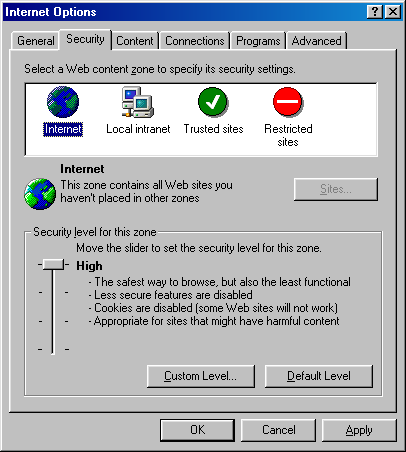 Internet Options
General Security Content Connections Programs Advanced
Select a Web content zone to specify its security settings.
Internet Local intranet Trusted sites Restricted
sites
Internet
This zone contains all Web sites you
haven't placed in other zones
Sites...
Security level for this zone
Move the slider to set the security level for this zone.
High
- The safest way to browse, but also the least functional
- Less secure features are disabled
- Cookies are disabled (some Web sites will not work)
- Appropriate for sites that might have harmful content
Custom Level... Default Level
OK Cancel Apply